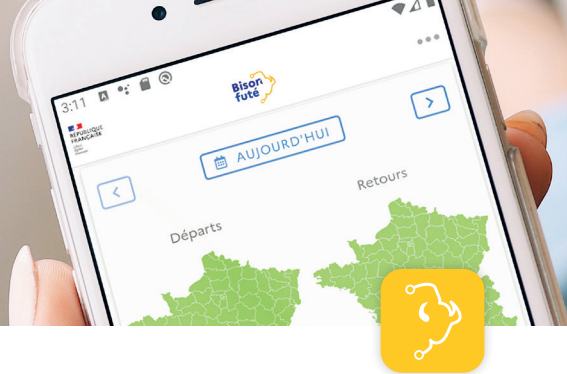 3:11
RÉPUBLIQUE
FRANÇAISE
Bison
futé
AUJOURD'HUI
Départs
Retours